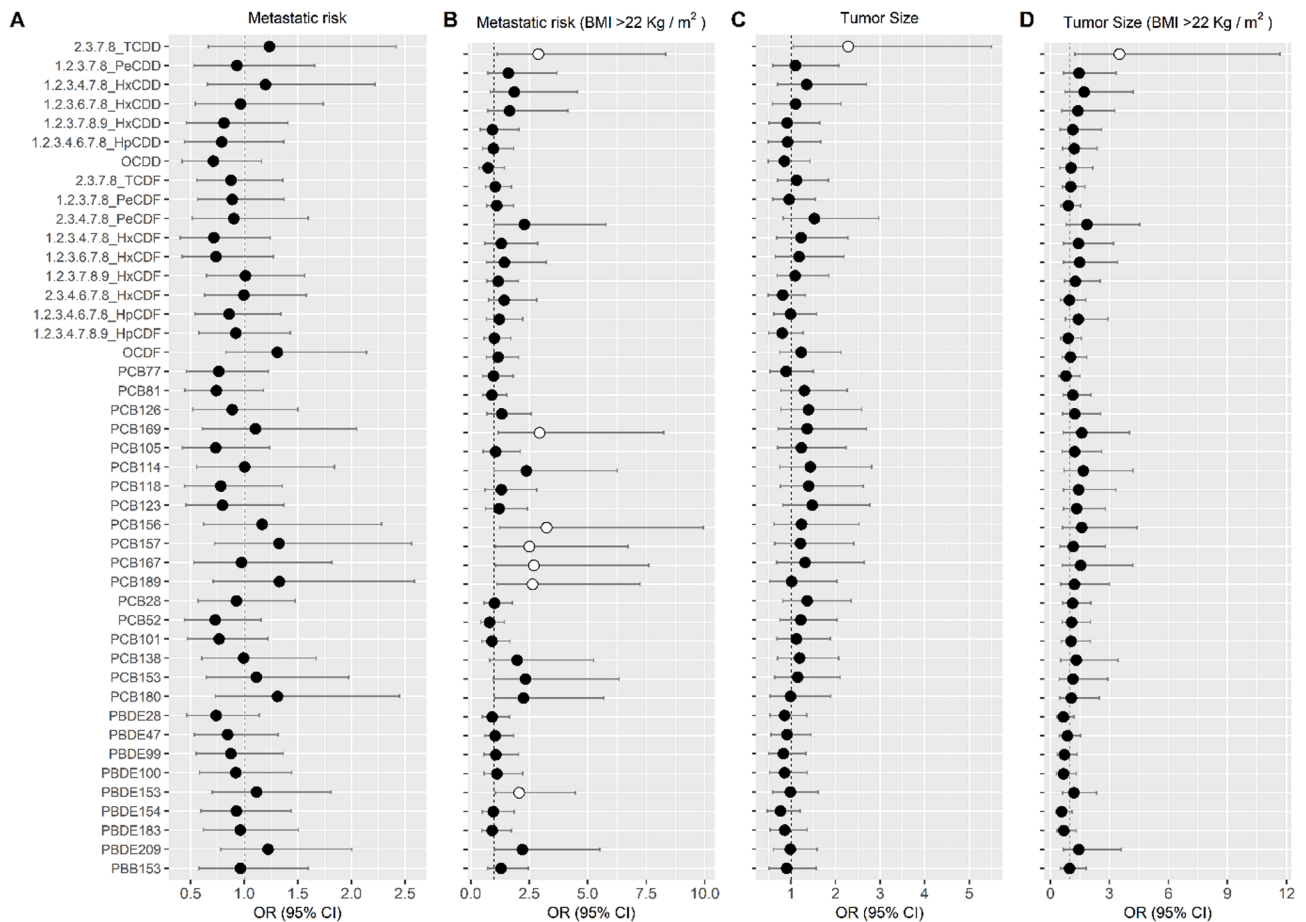 A Metastatic risk B Metastatic risk (BMI >22 Kg / m² ) C Tumor Size D Tumor Size (BMI >22 Kg / m² )
2.3.7.8_TCDD
1.2.3.7.8_PeCDD
1.2.3.4.7.8_HxCDD
1.2.3.6.7.8_HxCDD
1.2.3.7.8.9_HxCDD
1.2.3.4.6.7.8_HpCDD
OCDD
2.3.7.8_TCDF
1.2.3.7.8_PeCDF
2.3.4.7.8_PeCDF
1.2.3.4.7.8_HxCDF
1.2.3.6.7.8_HxCDF
1.2.3.7.8.9_HxCDF
2.3.4.6.7.8_HxCDF
1.2.3.4.6.7.8_HpCDF
1.2.3.4.7.8.9_HpCDF
OCDF
PCB77
PCB81
PCB126
PCB169
PCB105
PCB114
PCB118
PCB123
PCB156
PCB157
PCB167
PCB189
PCB28
PCB52
PCB101
PCB138
PCB153
PCB180
PBDE28
PBDE47
PBDE99
PBDE100
PBDE153
PBDE154
PBDE183
PBDE209
PBB153
0.5 1.0 1.5 2.0 2.5 0.0 2.5 5.0 7.5 10.0 1 2 3 4 5 0 3 6 9 12
OR (95% CI) OR (95% CI) OR (95% CI) OR (95% CI)